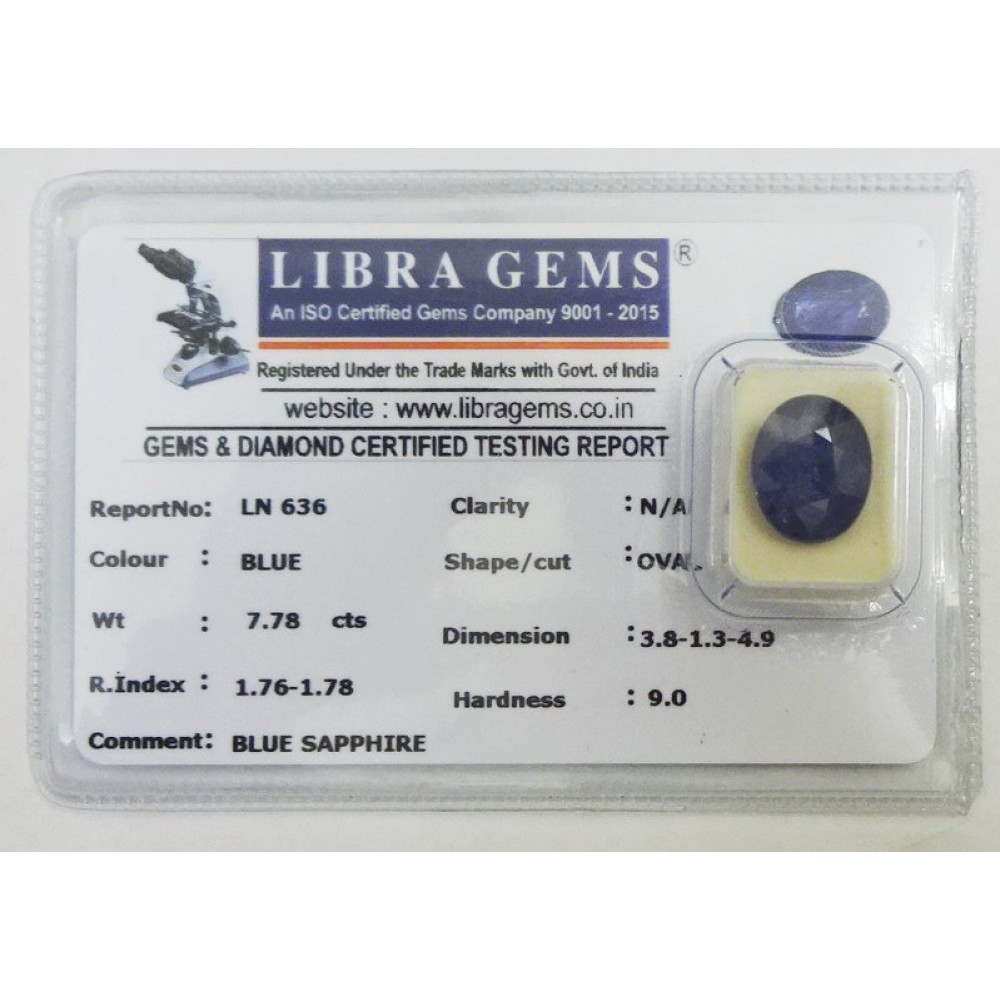 LIBRA GEMS ®
An ISO Certified Gems Company 9001 - 2015
Registered Under the Trade Marks with Govt. of India
website : www.libragems.co.in
GEMS & DIAMOND CERTIFIED TESTING REPORT
ReportNo: LN 636 Clarity : N/A
Colour : BLUE Shape/cut :
Wt : 7.78 cts Dimension : 3.8-1.3-4.9
R.Index : 1.76-1.78 Hardness : 9.0
Comment: BLUE SAPPHIRE